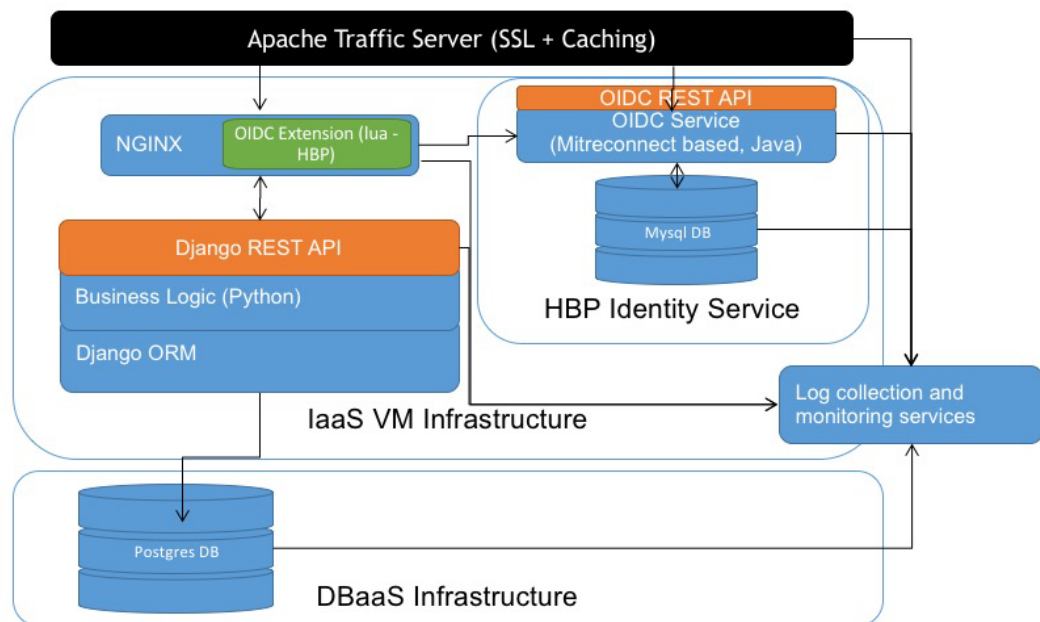 Apache Traffic Server (SSL + Caching)
OIDC REST API
OIDC Service
(Mitreconnect based, Java)
NGINX
OIDC Extension (lua -
HBP)
Mysql DB
HBP Identity Service
Django REST API
Business Logic (Python)
Django ORM
IaaS VM Infrastructure
Log collection and
monitoring services
Postgres DB
DBaaS Infrastructure